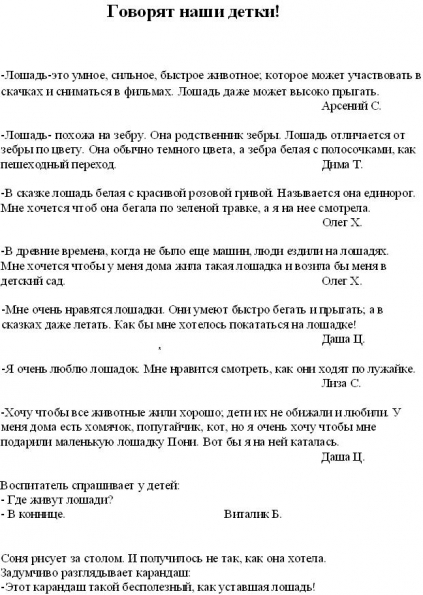 Говорят наши детки!
-Лошадь-это умное, сильное, быстрое животное; которое может участвовать в
скачках и сниматься в фильмах. Лошадь даже может высоко прыгать.
Арсений С.
-Лошадь- похожа на зебру. Она родственник зебры. Лошадь отличается от
зебры по цвету. Она обычно темного цвета, а зебра белая с полосочками, как
пешеходный переход. Дима Т.
-В сказке лошадь белая с красивой розовой гривой. Называется она единорог.
Мне хочется чтоб она бегала по зеленой травке, а я на нее смотрела.
Олег Х.
-В древние времена, когда не было еще машин, люди ездили на лошадях.
Мне хочется чтобы у меня дома жила такая лошадка и возила бы меня в
детский сад. Олег Х.
-Мне очень нравятся лошадки. Они умеют быстро бегать и прыгать; а в
сказках даже летать. Как бы мне хотелось покататься на лошадке!
Даша Ц.
-Я очень люблю лошадок. Мне нравится смотреть, как они ходят по лужайке.
Лиза С.
-Хочу чтобы все животные жили хорошо; дети их не обижали и любили. У
меня дома есть хомячок, попугайчик, кот, но я очень хочу чтобы мне
подарили маленькую лошадку Пони. Вот бы я на ней каталась.
Даша Ц.
Воспитатель спрашивает у детей:
- Где живут лошади?
- В коннице. Виталик Б.
Соня рисует за столом. И получилось не так, как она хотела.
Задумчиво разглядывает карандаш:
-Этот карандаш такой бесполезный, как уставшая лошадь!